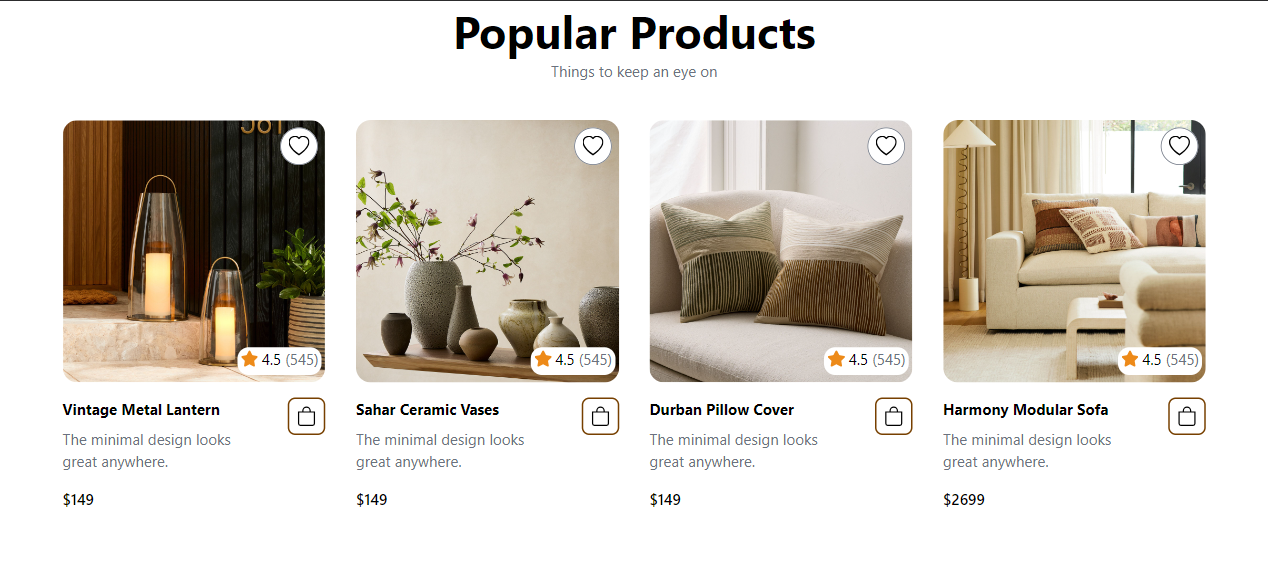 Popular Products
Things to keep an eye on
4.5 (545)
4.5 (545)
4.5 (545)
4.5 (545)
Vintage Metal Lantern
The minimal design looks
great anywhere.
$149
Sahar Ceramic Vases
The minimal design looks
great anywhere.
$149
Durban Pillow Cover
The minimal design looks
great anywhere.
$149
Harmony Modular Sofa
The minimal design looks
great anywhere.
$2699